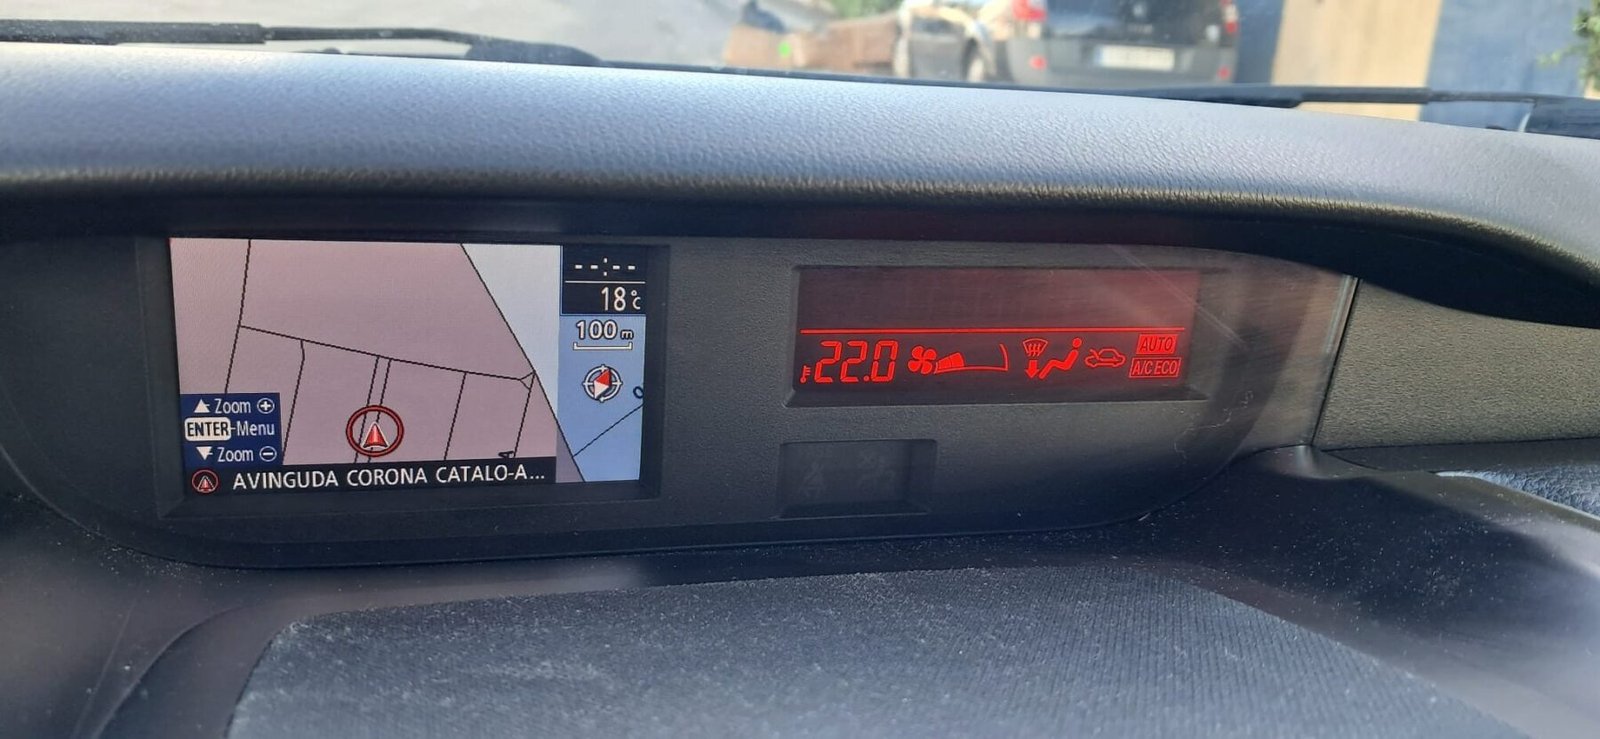 --:--
18°C
100m
Zoom +
ENTER-Menu
Zoom -
AVINGUDA CORONA CATALO-A...
22.0
AUTO
A/C ECO